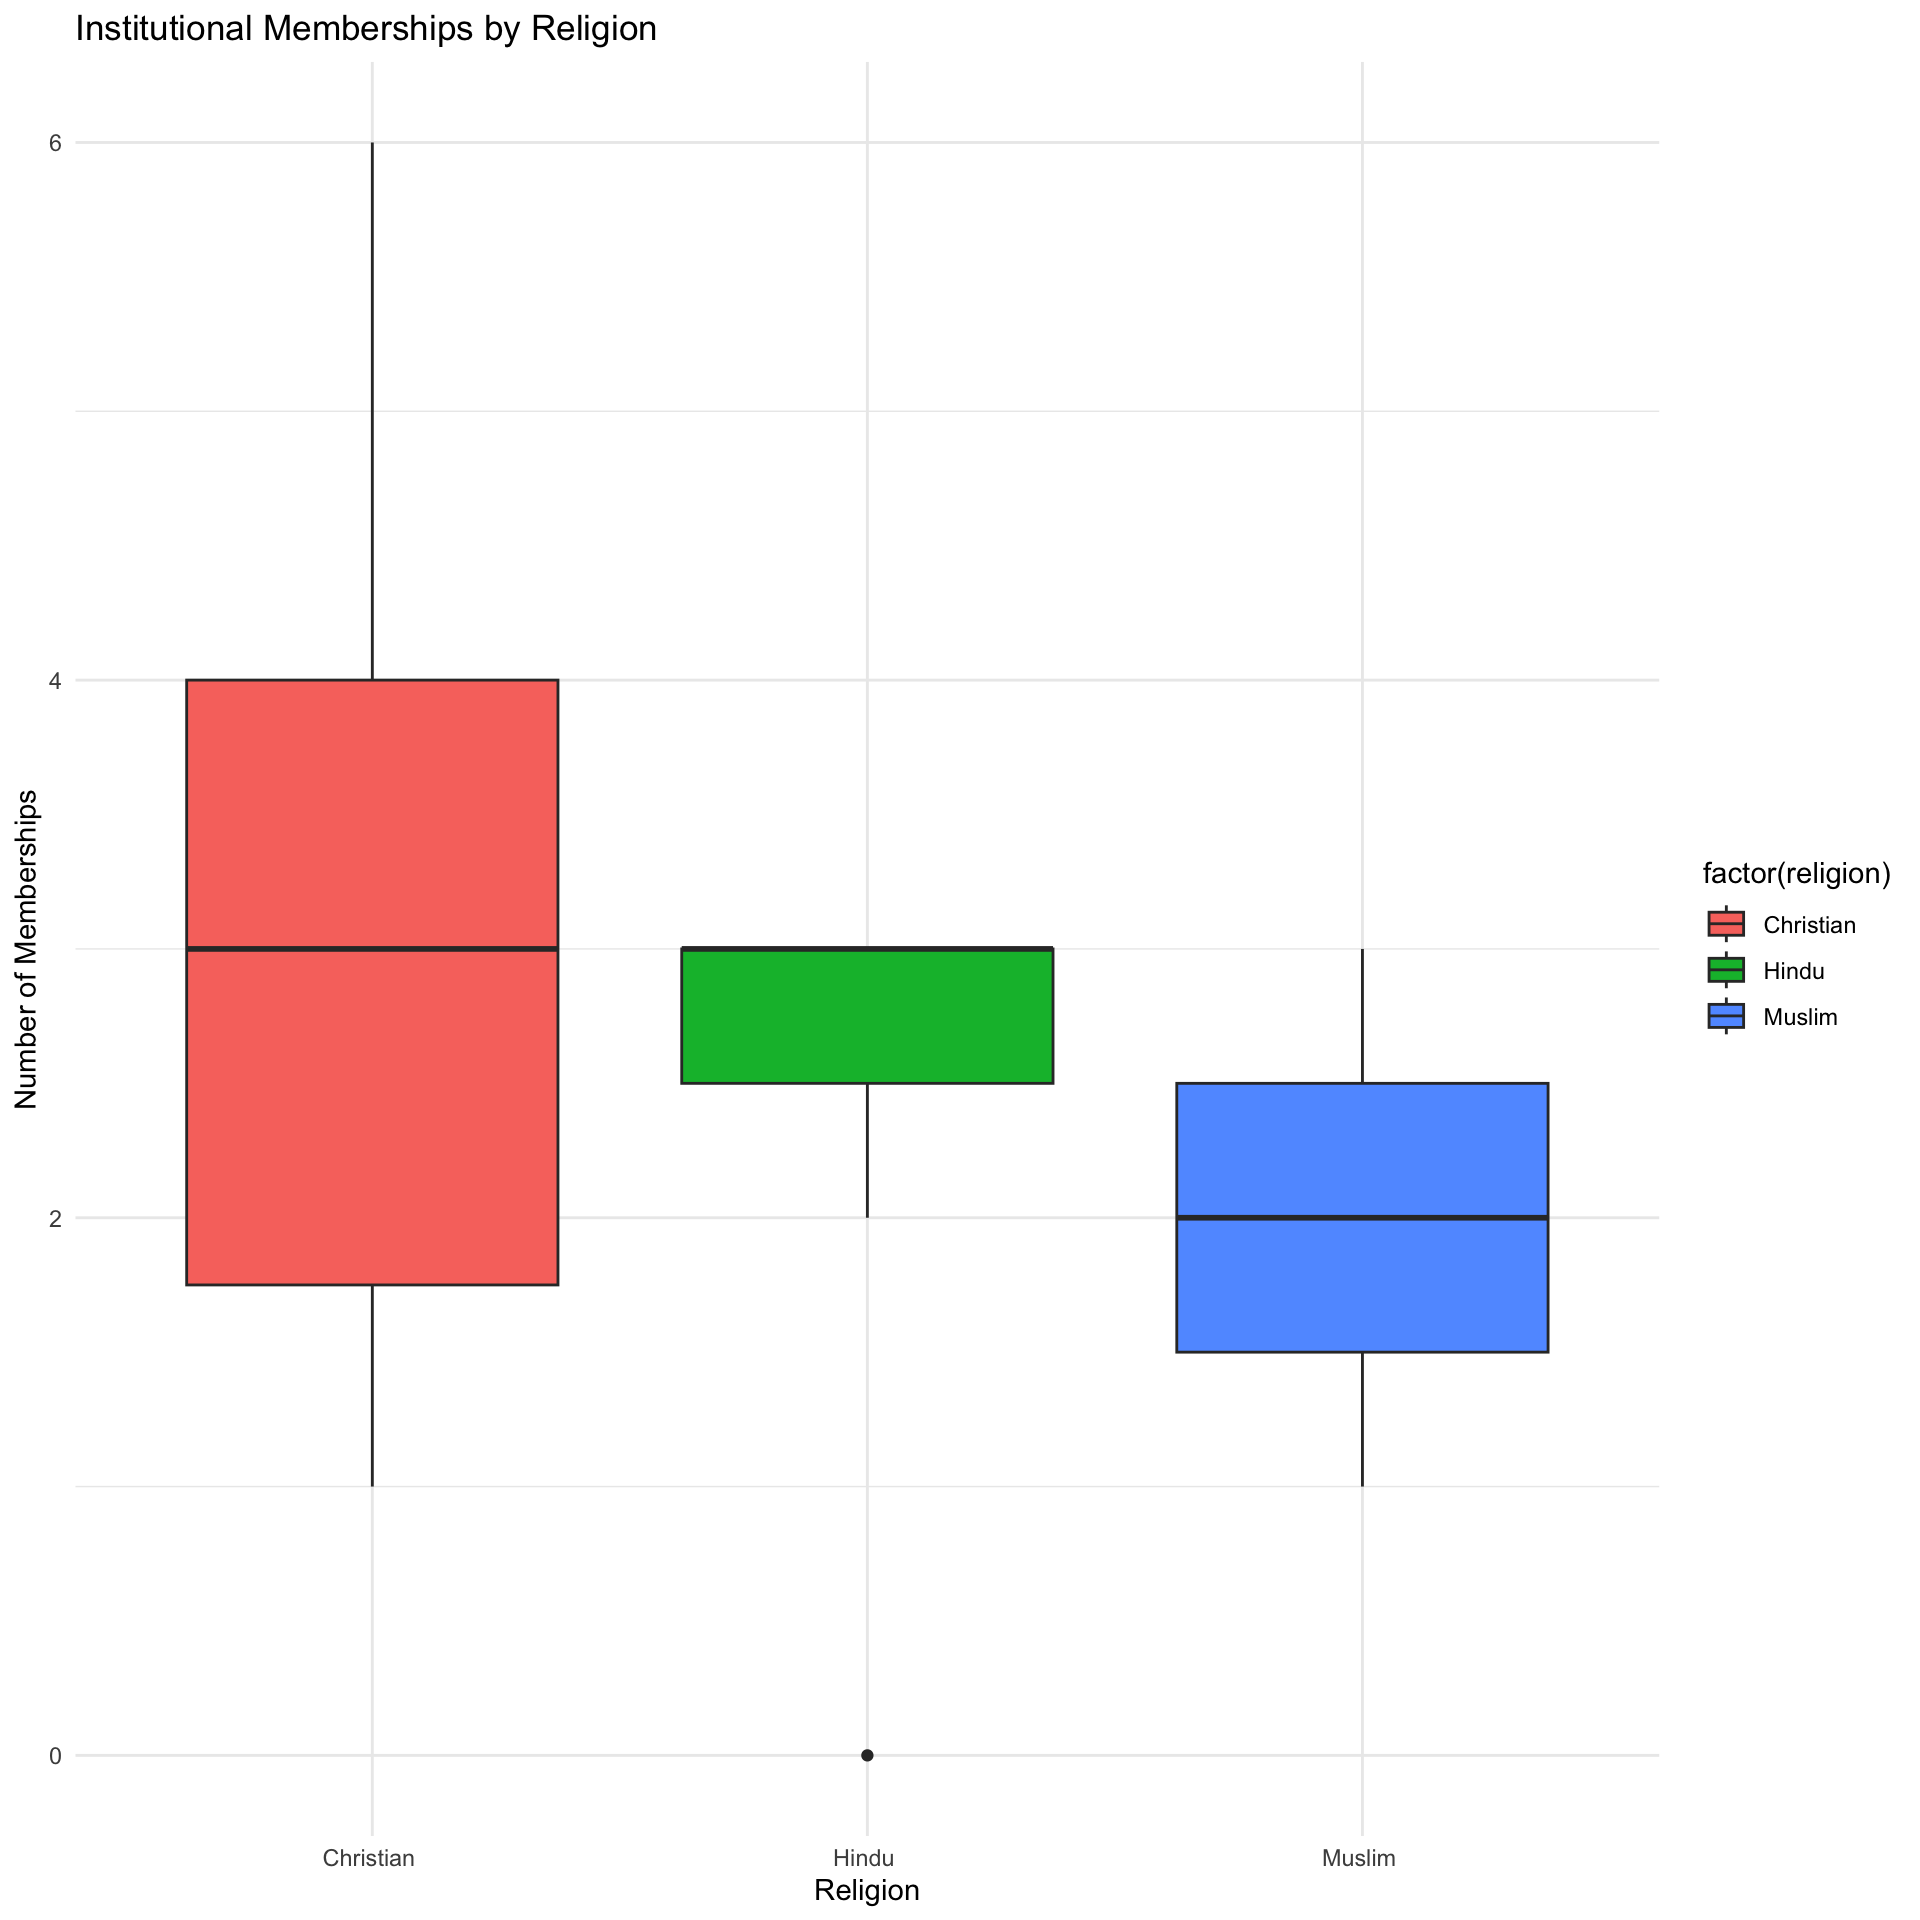 Institutional Memberships by Religion
6
4
2
0
Number of Memberships
Christian
Hindu
Muslim
Religion
factor(religion)
Christian
Hindu
Muslim